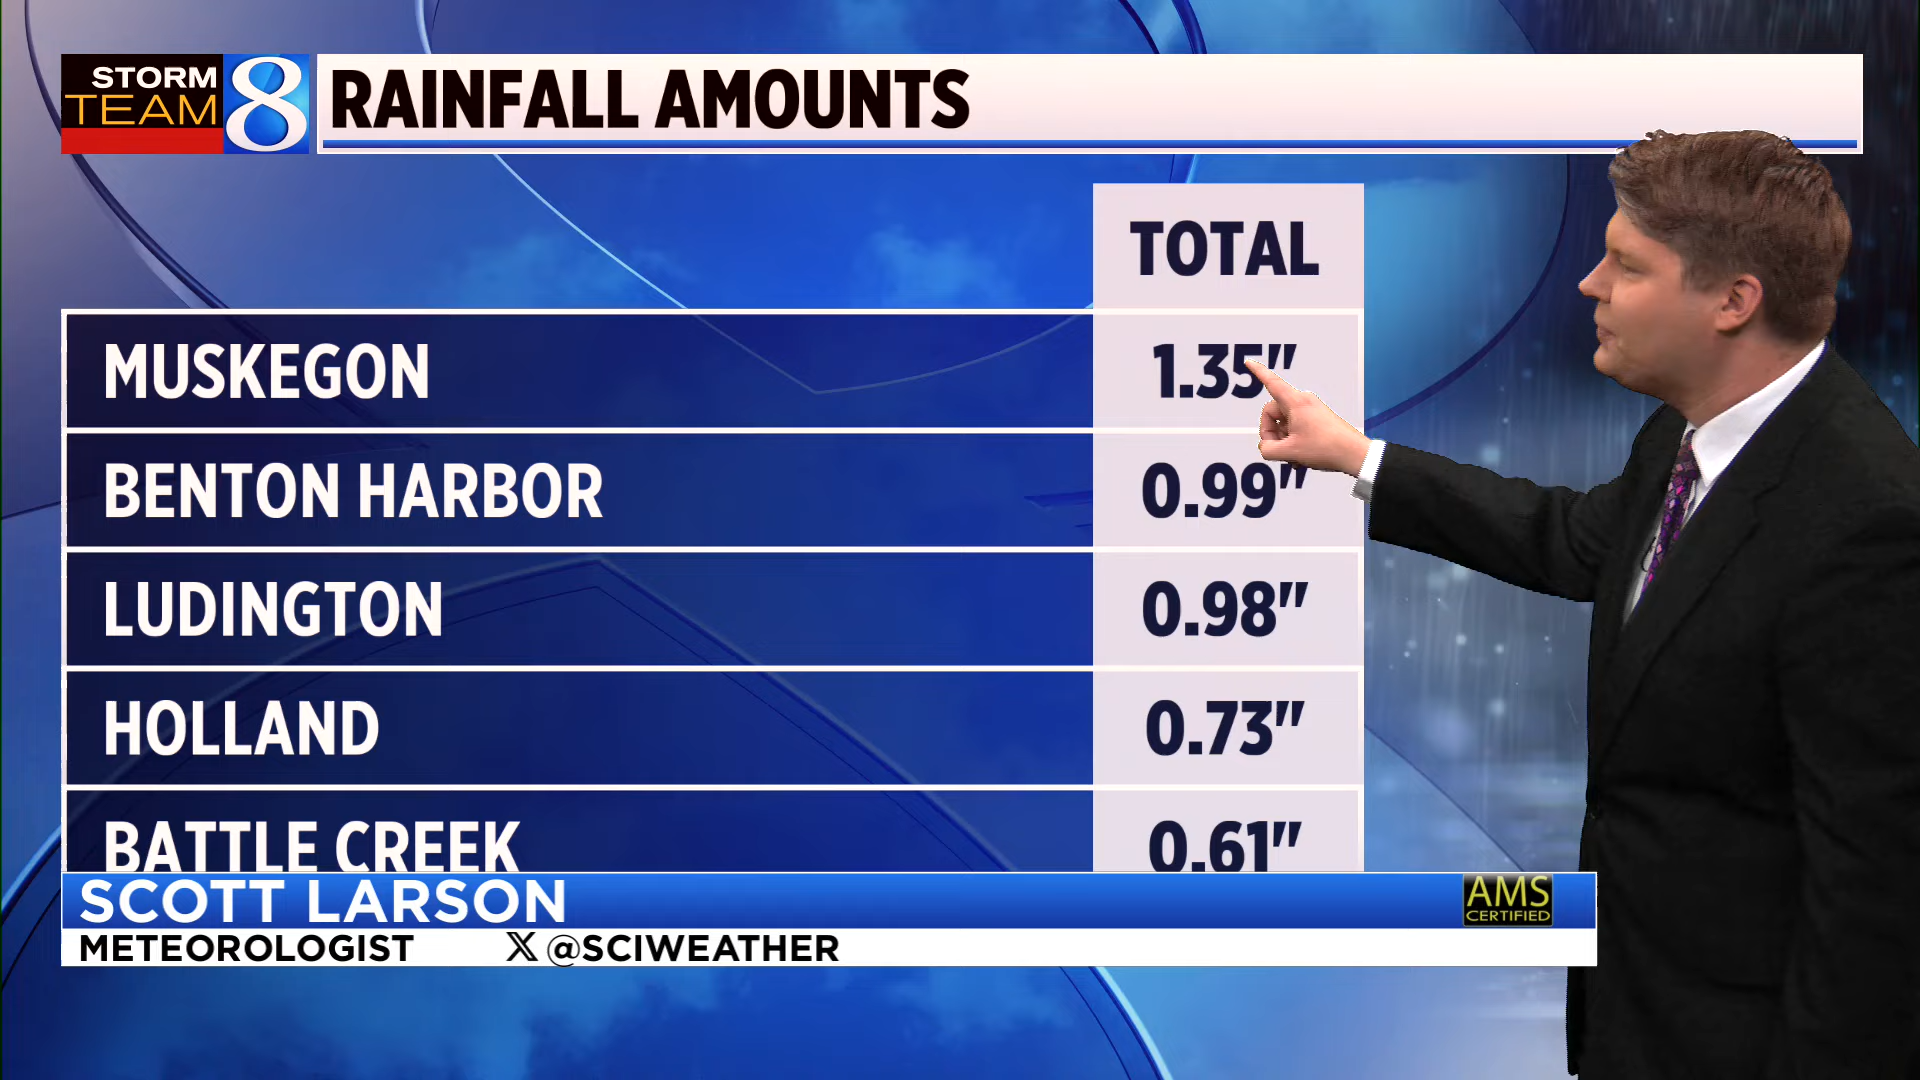 STORM
TEAM 8
RAINFALL AMOUNTS
TOTAL
MUSKEGON 1.35"
BENTON HARBOR 0.99"
LUDINGTON 0.98"
HOLLAND 0.73"
BATTLE CREEK 0.61"
SCOTT LARSON
AMS
CERTIFIED
METEOROLOGIST X @SCIWEATHER